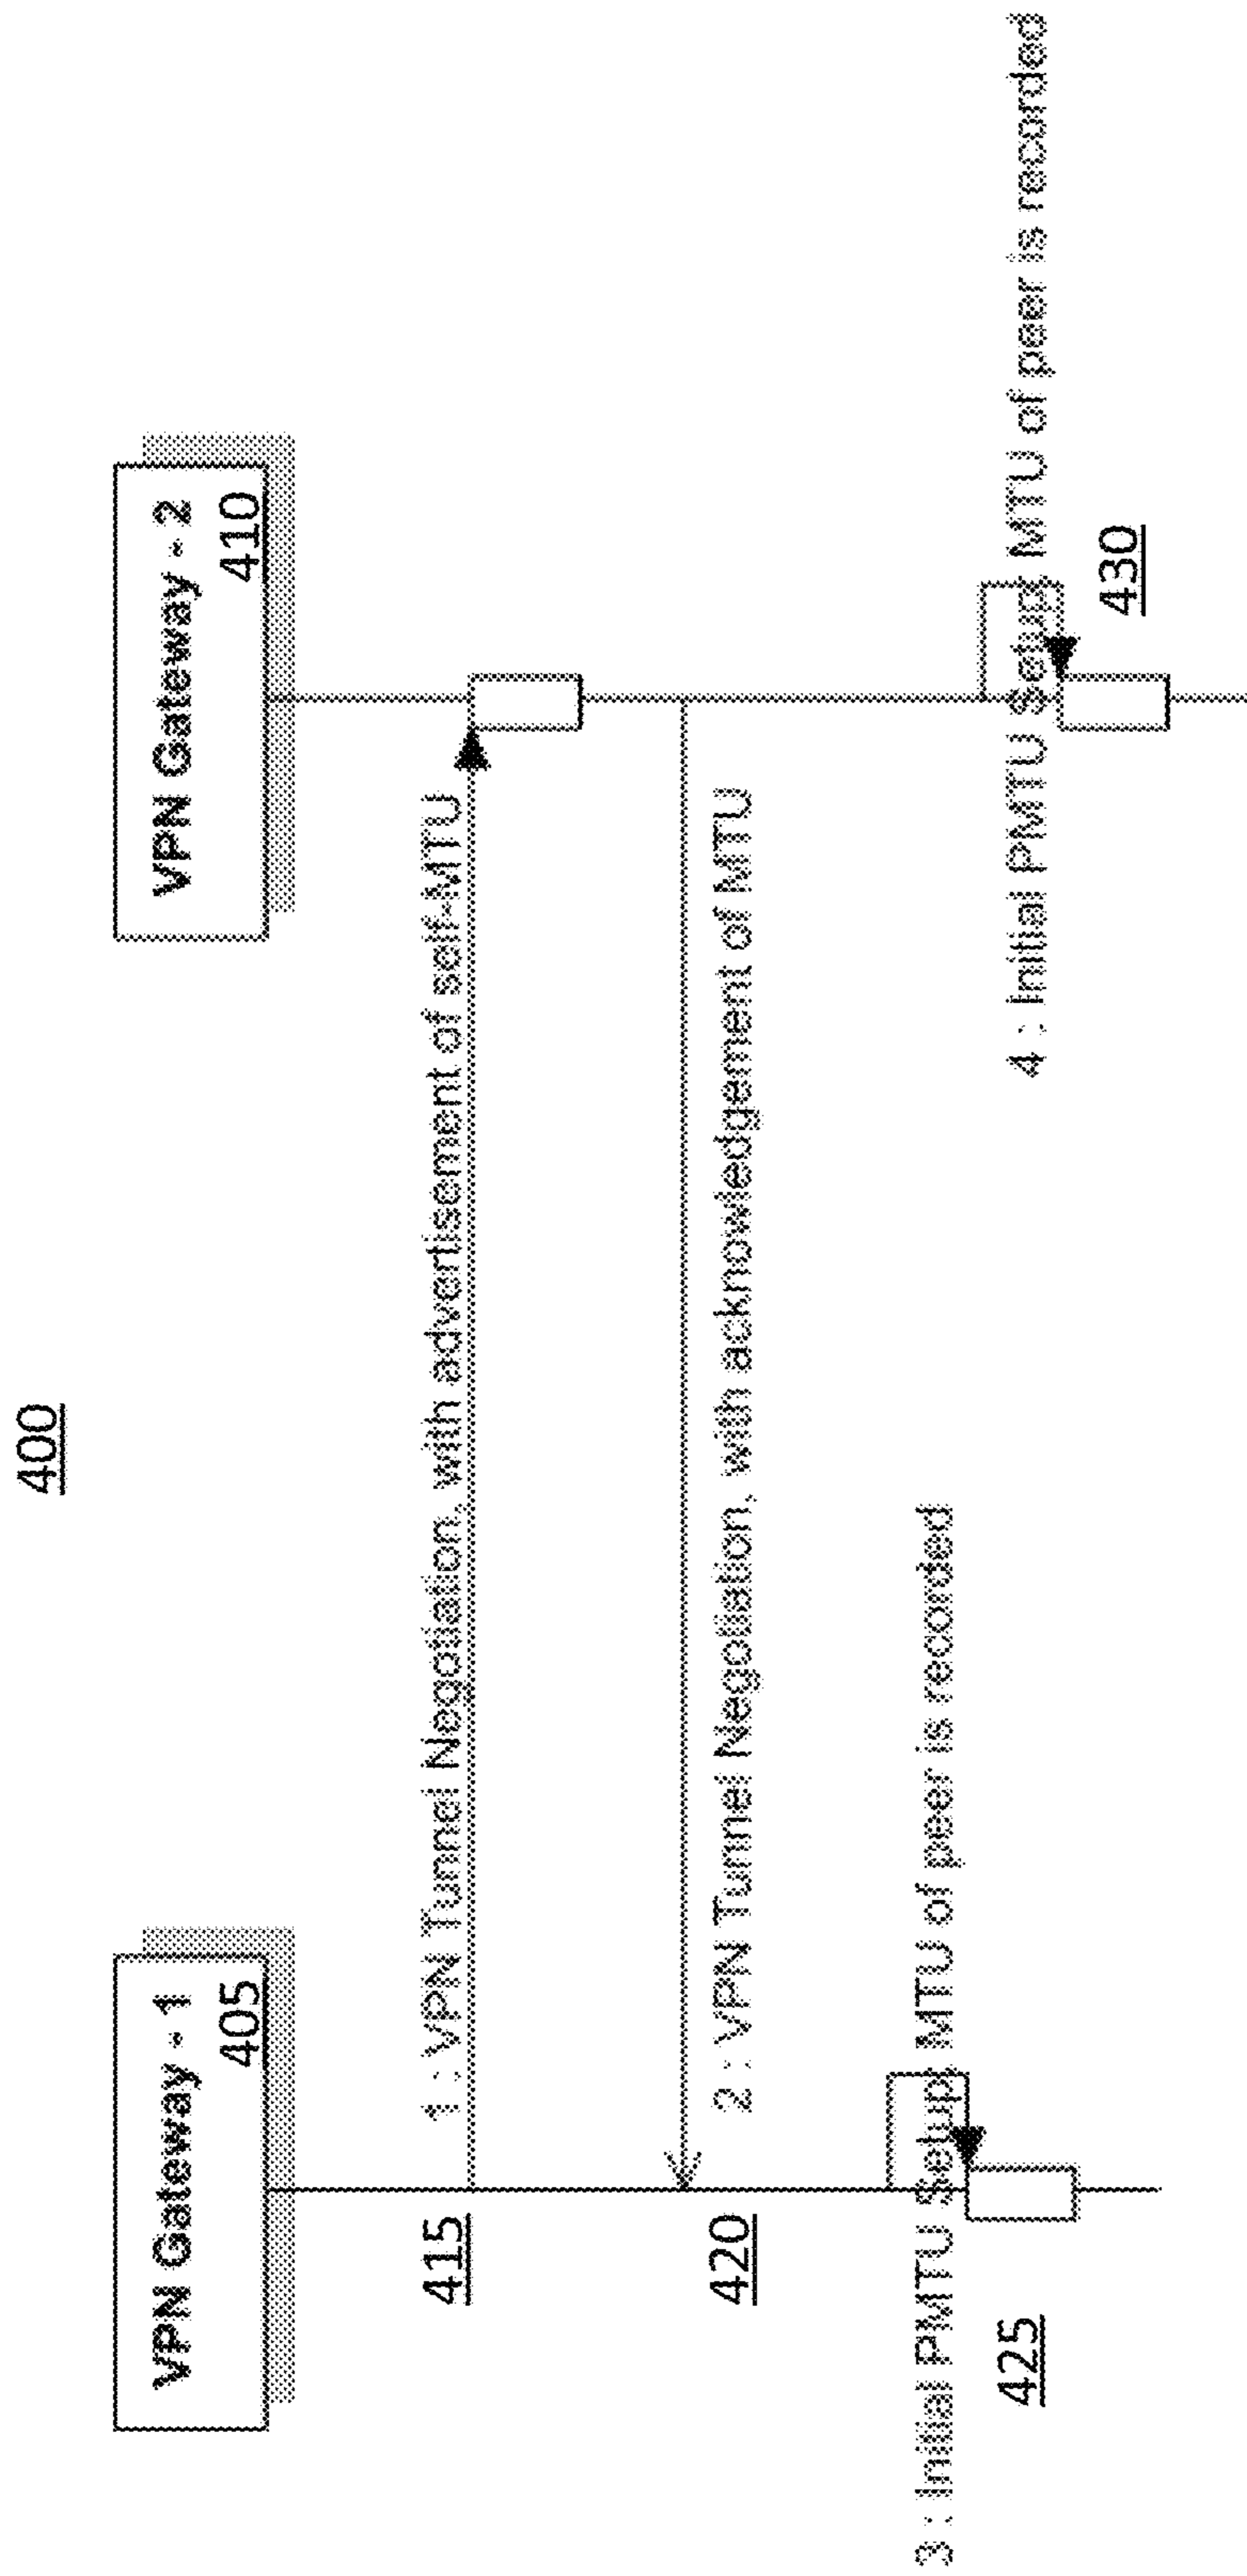 400
VPN Gateway - 1
405
VPN Gateway - 2
410
1 : VPN Tunnel Negotiation, with advertisement of self-MTU
415
2 : VPN Tunnel Negotiation, with acknowledgement of MTU
420
3 : Initial PMTU Setup: MTU of peer is recorded
425
4 : Initial PMTU Setup: MTU of peer is recorded
430